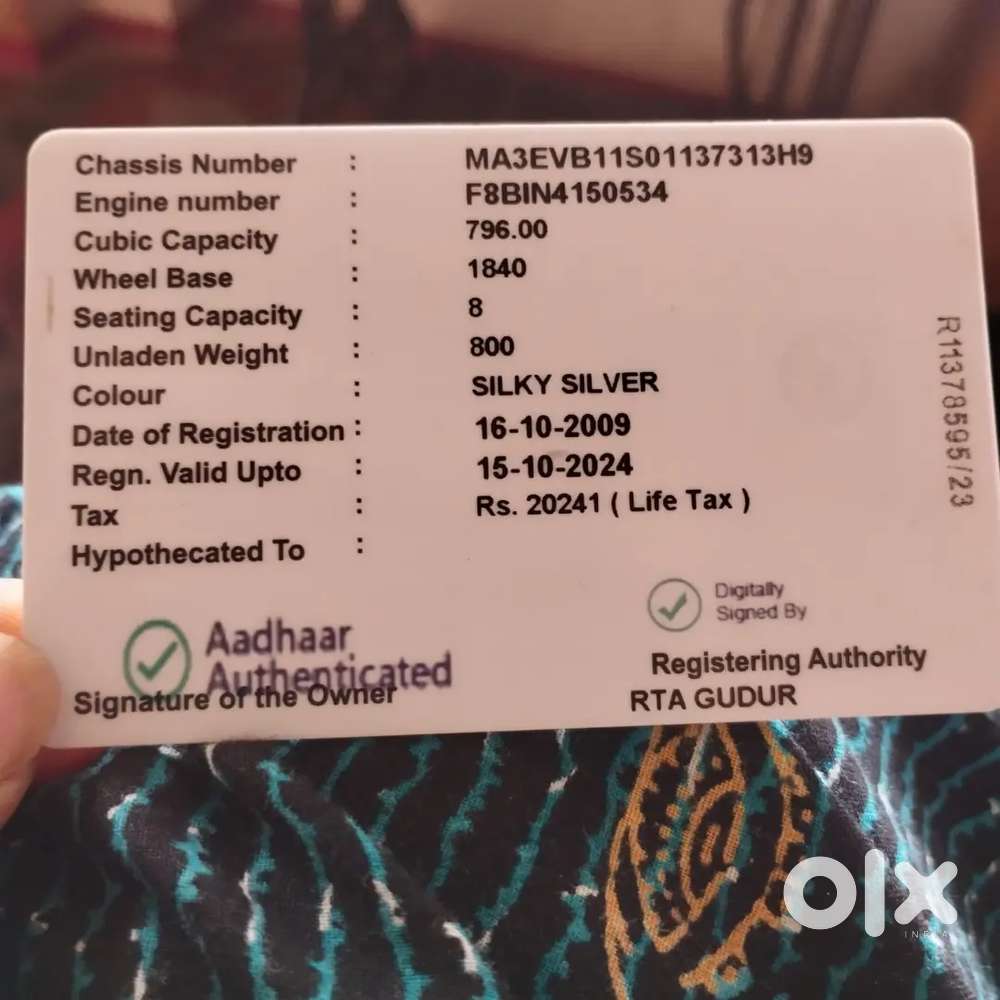 Chassis Number : MA3EVB11S01137313H9
Engine number : F8BIN4150534
Cubic Capacity : 796.00
Wheel Base : 1840
Seating Capacity : 8
Unladen Weight : 800
Colour : SILKY SILVER
Date of Registration : 16-10-2009
Regn. Valid Upto : 15-10-2024
Tax : Rs. 20241 ( Life Tax )
Hypothecated To :
R11378595/23
Aadhaar
Authenticated
Signature of the Owner
Digitally
Signed By
Registering Authority
RTA GUDUR
olx
INDIA